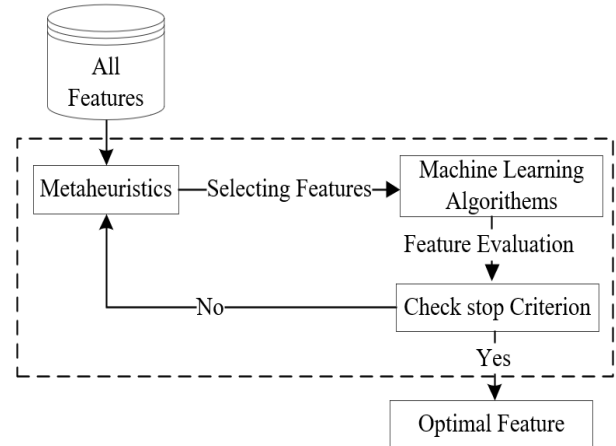 All
Features
Metaheuristics
Selecting Features
Machine Learning
Algorithems
Feature Evaluation
No
Check stop Criterion
Yes
Optimal Feature